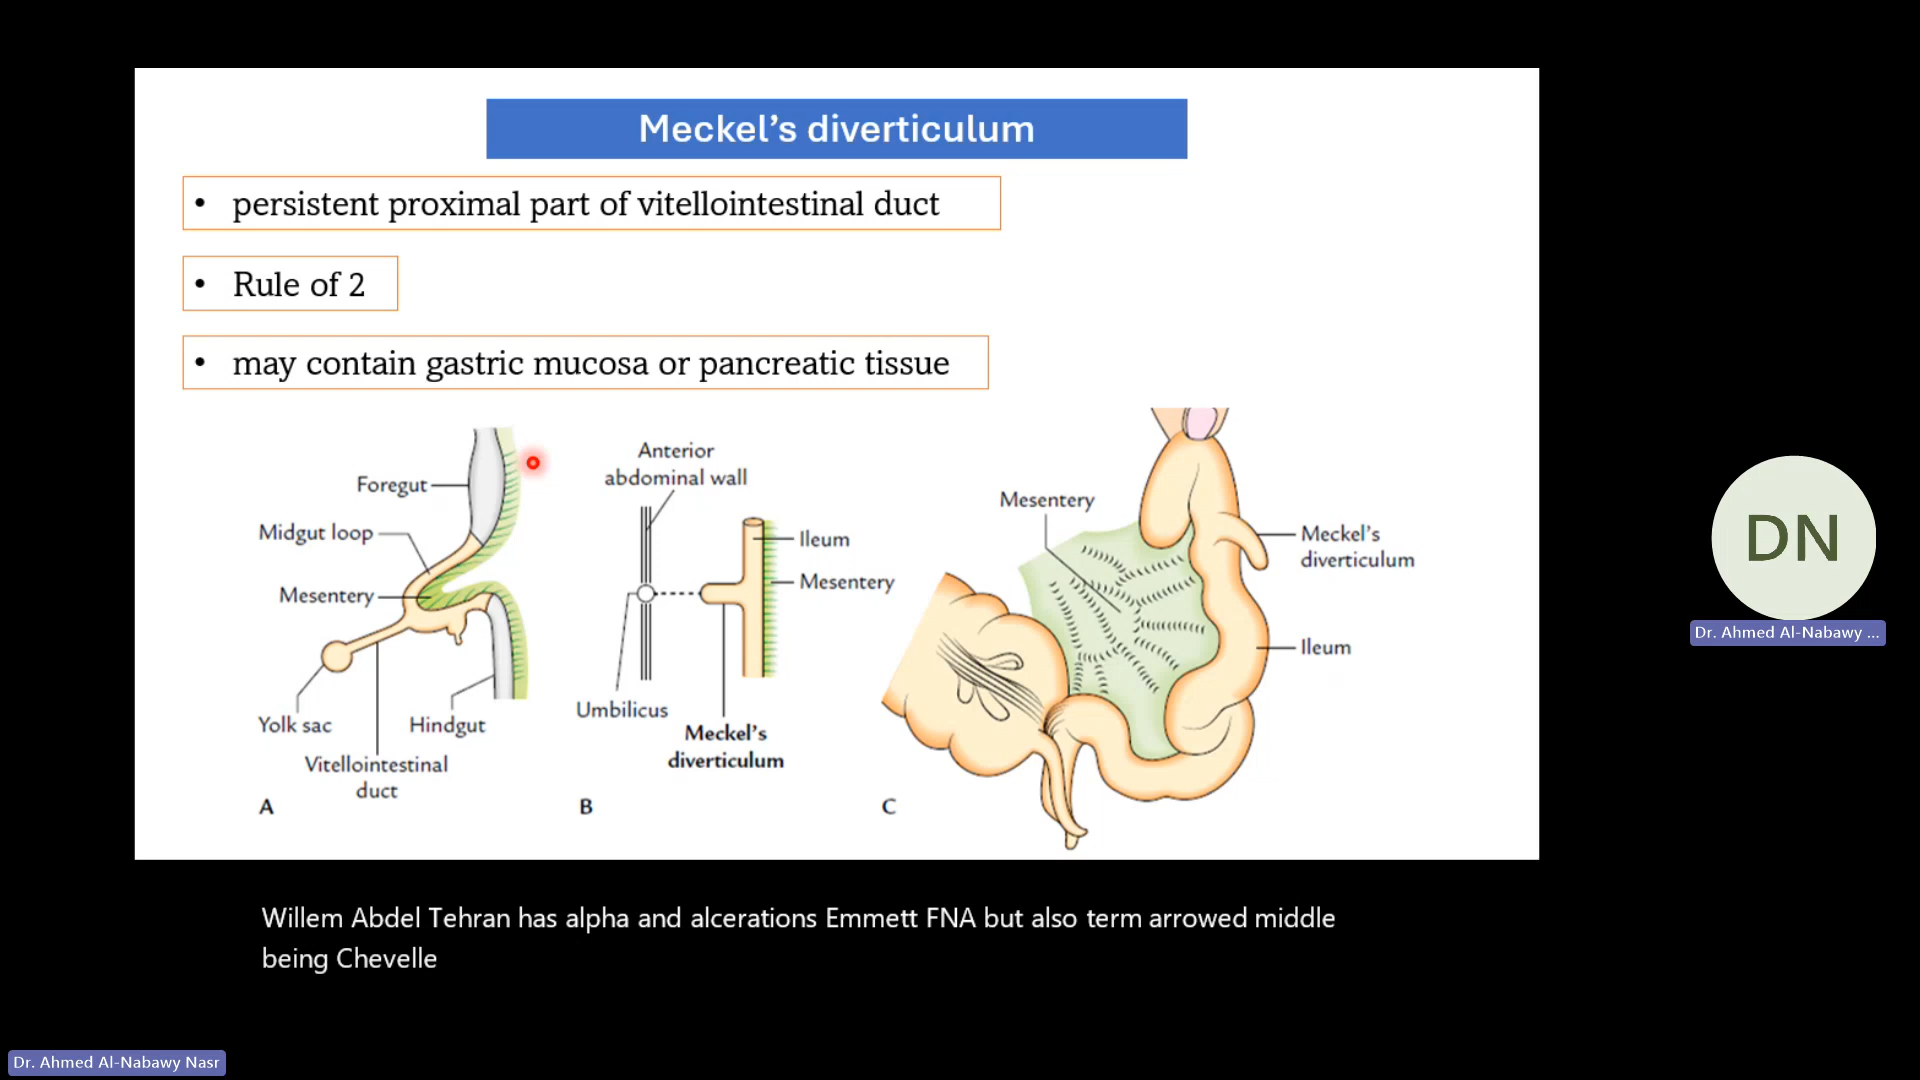 Meckel’s diverticulum
• persistent proximal part of vitellointestinal duct
• Rule of 2
• may contain gastric mucosa or pancreatic tissue
Foregut
Midgut loop
Mesentery
Yolk sac
Hindgut
Vitellointestinal
duct
A
Anterior
abdominal wall
Ileum
Mesentery
Umbilicus
Meckel’s
diverticulum
B
Mesentery
Meckel’s
diverticulum
Ileum
C
DN
Dr. Ahmed Al-Nabawy ...
Willem Abdel Tehran has alpha and alcerations Emmett FNA but also term arrowed middle
being Chevelle
Dr. Ahmed Al-Nabawy Nasr